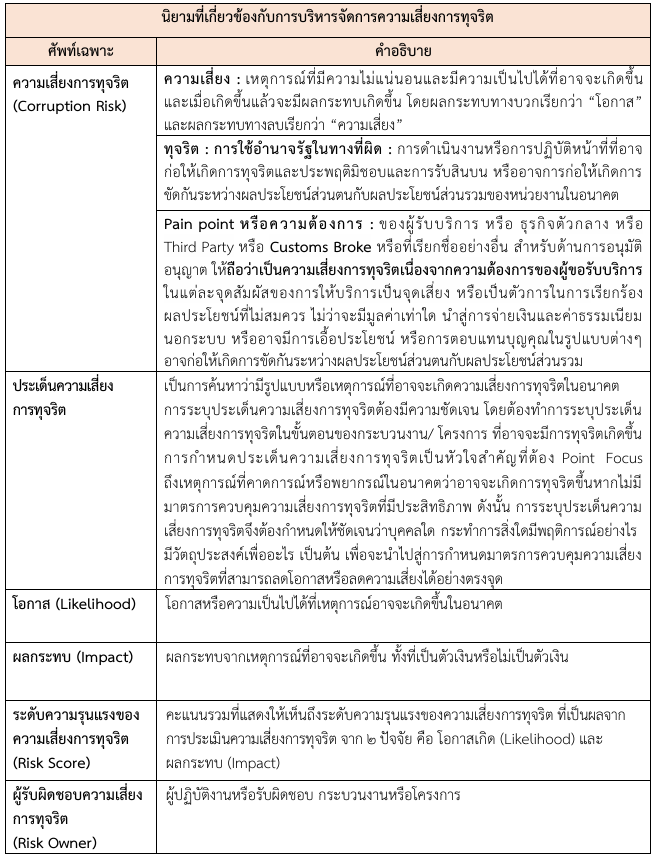 นิยามที่เกี่ยวข้องกับการบริหารจัดการความเสี่ยงการทุจริต
ศัพท์เฉพาะ
คำอธิบาย
ความเสี่ยงการทุจริต
(Corruption Risk)
ความเสี่ยง : เหตุการณ์ที่มีความไม่แน่นอนและมีความเป็นไปได้ที่อาจจะเกิดขึ้น
และเมื่อเกิดขึ้นแล้วจะมีผลกระทบเกิดขึ้น โดยผลกระทบทางบวกเรียกว่า “โอกาส”
และผลกระทบทางลบเรียกว่า “ความเสี่ยง”
ทุจริต : การใช้อำนาจรัฐในทางที่ผิด : การดำเนินงานหรือการปฏิบัติหน้าที่ที่อาจ
ก่อให้เกิดการทุจริตและประพฤติมิชอบและการรับสินบน หรืออาจการก่อให้เกิดการ
ขัดกันระหว่างผลประโยชน์ส่วนตนกับผลประโยชน์ส่วนรวมของหน่วยงานในอนาคต
Pain point หรือความต้องการ : ของผู้รับบริการ หรือ ธุรกิจตัวกลาง หรือ
Third Party หรือ Customs Broke หรือที่เรียกชื่ออย่างอื่น สำหรับด้านการอนุมัติ
อนุญาต ให้ถือว่าเป็นความเสี่ยงการทุจริตเนื่องจากความต้องการของผู้ขอรับบริการ
ในแต่ละจุดสัมผัสของการให้บริการเป็นจุดเสี่ยง หรือเป็นตัวการในการเรียกร้อง
ผลประโยชน์ที่ไม่สมควร ไม่ว่าจะมีมูลค่าเท่าใด นำสู่การจ่ายเงินและค่าธรรมเนียม
นอกระบบ หรืออาจมีการเอื้อประโยชน์ หรือการตอบแทนบุญคุณในรูปแบบต่างๆ
อาจก่อให้เกิดการขัดกันระหว่างผลประโยชน์ส่วนตนกับผลประโยชน์ส่วนรวม
ประเด็นความเสี่ยง
การทุจริต
เป็นการค้นหาว่ามีรูปแบบหรือเหตุการณ์ที่อาจจะเกิดความเสี่ยงการทุจริตในอนาคต
การระบุประเด็นความเสี่ยงการทุจริตต้องมีความชัดเจน โดยต้องทำการระบุประเด็น
ความเสี่ยงการทุจริตในขั้นตอนของกระบวนงาน/ โครงการ ที่อาจจะมีการทุจริตเกิดขึ้น
การกำหนดประเด็นความเสี่ยงการทุจริตเป็นหัวใจสำคัญที่ต้อง Point Focus
ถึงเหตุการณ์ที่คาดการณ์หรือพยากรณ์ในอนาคตว่าอาจจะเกิดการทุจริตขึ้นหากไม่มี
มาตรการควบคุมความเสี่ยงการทุจริตที่มีประสิทธิภาพ ดังนั้น การระบุประเด็นความ
เสี่ยงการทุจริตจึงต้องกำหนดให้ชัดเจนว่าบุคคลใด กระทำการสิ่งใดมีพฤติการณ์อย่างไร
มีวัตถุประสงค์เพื่ออะไร เป็นต้น เพื่อจะนำไปสู่การกำหนดมาตรการควบคุมความเสี่ยง
การทุจริตที่สามารถลดโอกาสหรือลดความเสี่ยงได้อย่างตรงจุด
โอกาส (Likelihood)
โอกาสหรือความเป็นไปได้ที่เหตุการณ์อาจจะเกิดขึ้นในอนาคต
ผลกระทบ (Impact)
ผลกระทบจากเหตุการณ์ที่อาจจะเกิดขึ้น ทั้งที่เป็นตัวเงินหรือไม่เป็นตัวเงิน
ระดับความรุนแรงของ
ความเสี่ยงการทุจริต
(Risk Score)
คะแนนรวมที่แสดงให้เห็นถึงระดับความรุนแรงของความเสี่ยงการทุจริต ที่เป็นผลจาก
การประเมินความเสี่ยงการทุจริต จาก ๒ ปัจจัย คือ โอกาสเกิด (Likelihood) และ
ผลกระทบ (Impact)
ผู้รับผิดชอบความเสี่ยง
การทุจริต
(Risk Owner)
ผู้ปฏิบัติงานหรือรับผิดชอบ กระบวนงานหรือโครงการ